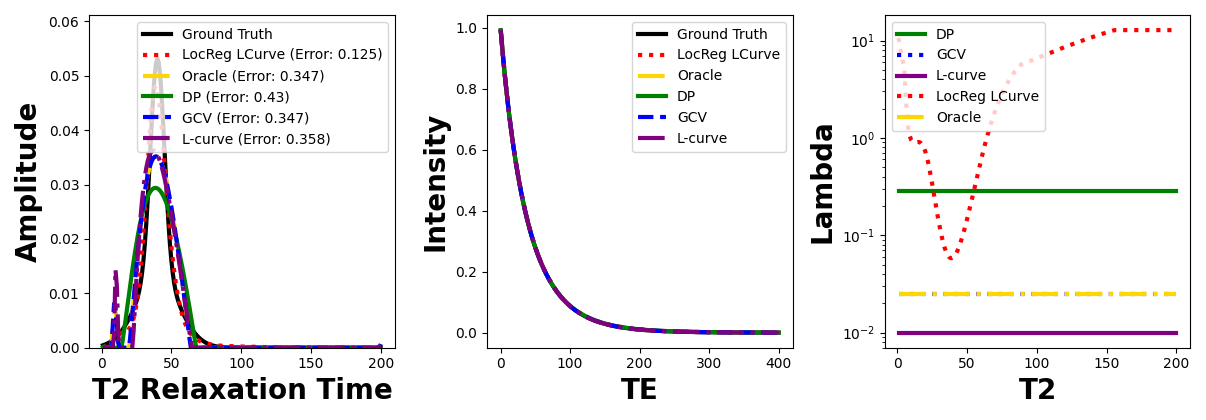 0.06
0.05
0.04
0.03
0.02
0.01
0.00
0
50
100
150
200
Amplitude
T2 Relaxation Time
Ground Truth
LocReg LCurve (Error: 0.125)
Oracle (Error: 0.347)
DP (Error: 0.43)
GCV (Error: 0.347)
L-curve (Error: 0.358)
1.0
0.8
0.6
0.4
0.2
0.0
0
100
200
300
400
Intensity
TE
Ground Truth
LocReg LCurve
Oracle
DP
GCV
L-curve
10¹
10⁰
10⁻¹
10⁻²
0
50
100
150
200
Lambda
T2
DP
GCV
L-curve
LocReg LCurve
Oracle